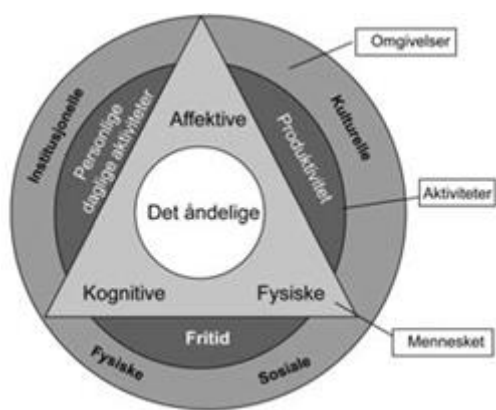 Omgivelser
Institusjonelle
Kulturelle
Personlige
daglige aktiviteter
Affektive
Produktivitet
Aktiviteter
Det åndelige
Kognitive
Fysiske
Mennesket
Fritid
Fysiske
Sosiale